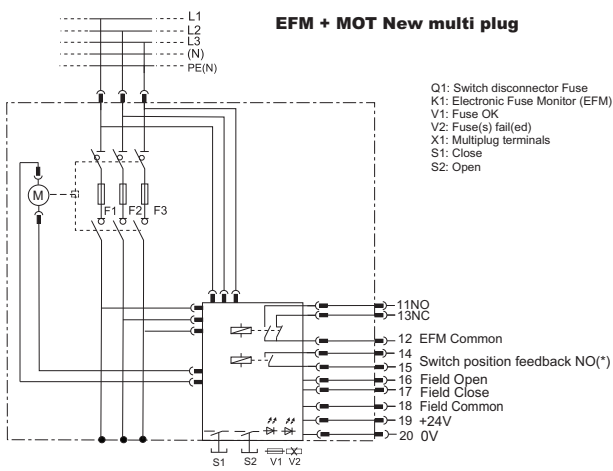 EFM + MOT New multi plug
L1
L2
L3
(N)
PE(N)
Q1: Switch disconnector Fuse
K1: Electronic Fuse Monitor (EFM)
V1: Fuse OK
V2: Fuse(s) fail(ed)
X1: Multiplug terminals
S1: Close
S2: Open
M
F1 F2 F3
11NO
13NC
12 EFM Common
14
15 Switch position feedback NO(*)
16 Field Open
17 Field Close
18 Field Common
19 +24V
20 0V
S1 S2 V1 V2